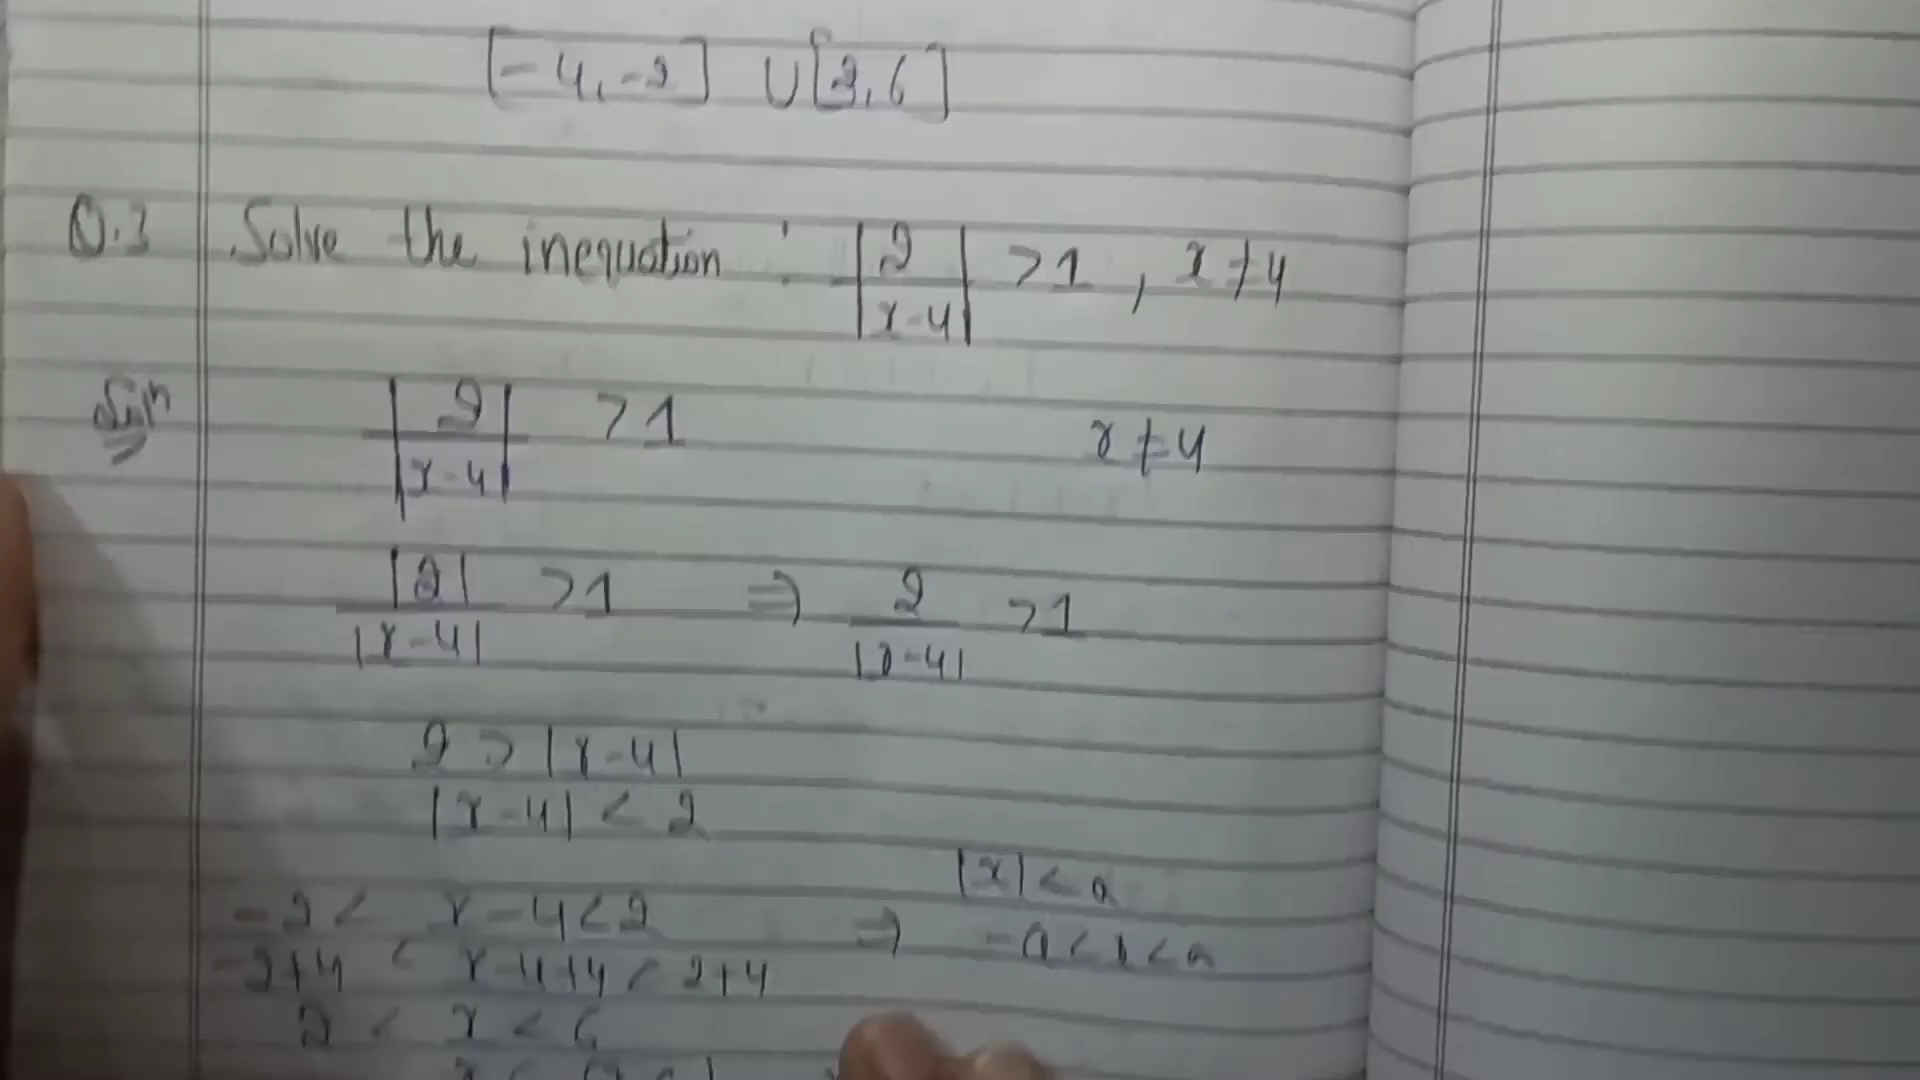 [-4,-2] ∪ [2,6]
Q.3 Solve the inequation : |2/(x-4)| >1 , x≠4
Soln |2/(x-4)| >1 x≠4
|2|/|x-4| >1 ⇒ 2/|x-4| >1
2 > |x-4|
|x-4| < 2
|x| < a
-2 < x-4 < 2 ⇒ -a < x < a
-2+4 < x-4+4 < 2+4
2 < x < 6